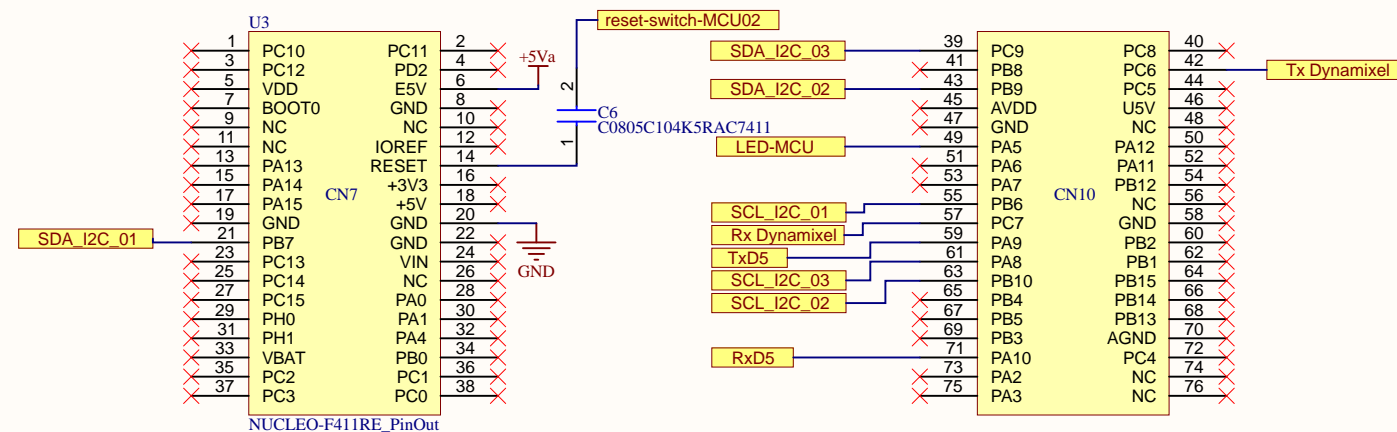 U3
1 PC10 PC11 2
3 PC12 PD2 4
5 VDD E5V 6
7 BOOT0 GND 8
9 NC NC 10
11 NC IOREF 12
13 PA13 RESET 14
15 PA14 +3V3 16
17 PA15 +5V 18
19 GND GND 20
21 PB7 GND 22
23 PC13 VIN 24
25 PC14 NC 26
27 PC15 PA0 28
29 PH0 PA1 30
31 PH1 PA4 32
33 VBAT PB0 34
35 PC2 PC1 36
37 PC3 PC0 38
CN7
NUCLEO-F411RE_PinOut
SDA_I2C_01
+5Va
GND
reset-switch-MCU02
2
C6
C0805C104K5RAC7411
1
SDA_I2C_03
SDA_I2C_02
LED-MCU
SCL_I2C_01
Rx Dynamixel
TxD5
SCL_I2C_03
SCL_I2C_02
RxD5
39 PC9 PC8 40
41 PB8 PC6 42
43 PB9 PC5 44
45 AVDD U5V 46
47 GND NC 48
49 PA5 PA12 50
51 PA6 PA11 52
53 PA7 PB12 54
55 PB6 NC 56
57 PC7 GND 58
59 PA9 PB2 60
61 PA8 PB1 62
63 PB10 PB15 64
65 PB4 PB14 66
67 PB5 PB13 68
69 PB3 AGND 70
71 PA10 PC4 72
73 PA2 NC 74
75 PA3 NC 76
CN10
Tx Dynamixel